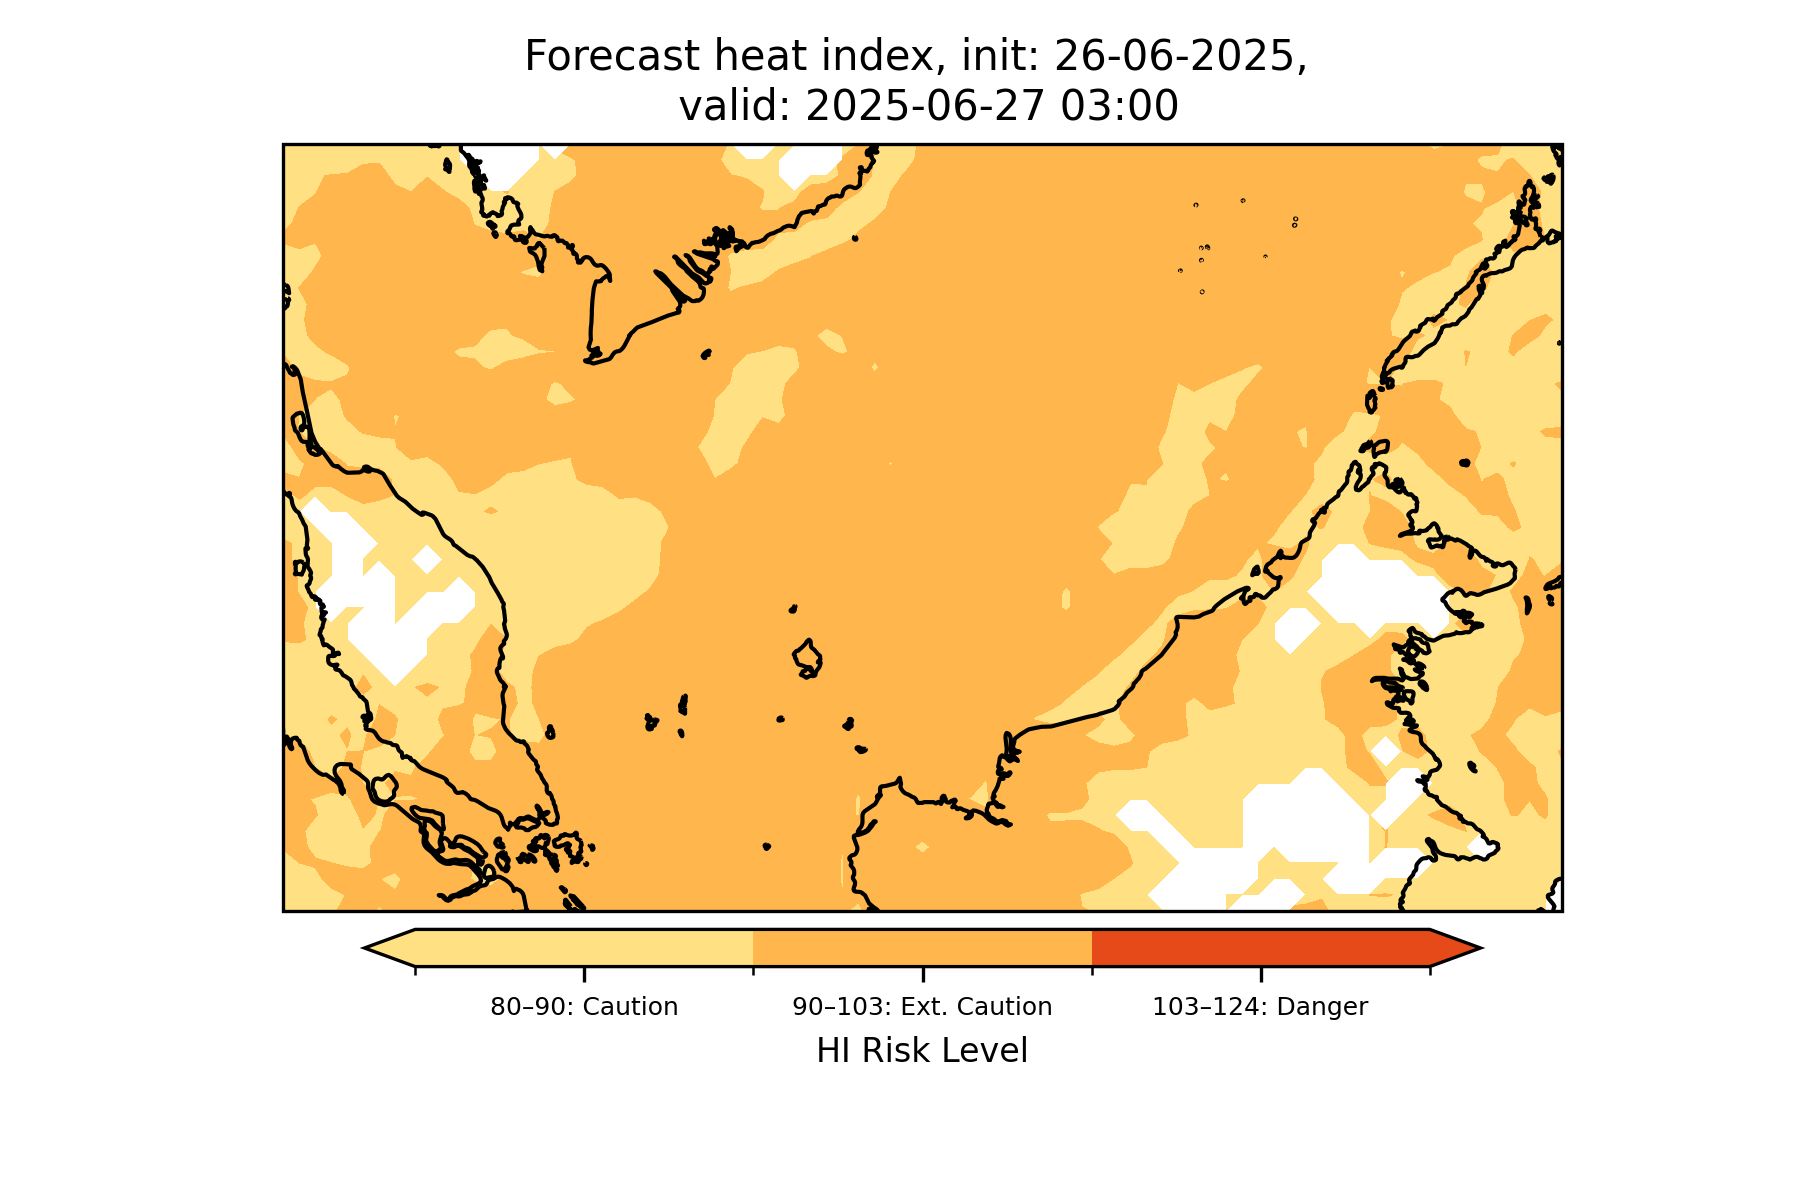 Forecast heat index, init: 26-06-2025,
valid: 2025-06-27 03:00
80–90: Caution
90–103: Ext. Caution
103–124: Danger
HI Risk Level